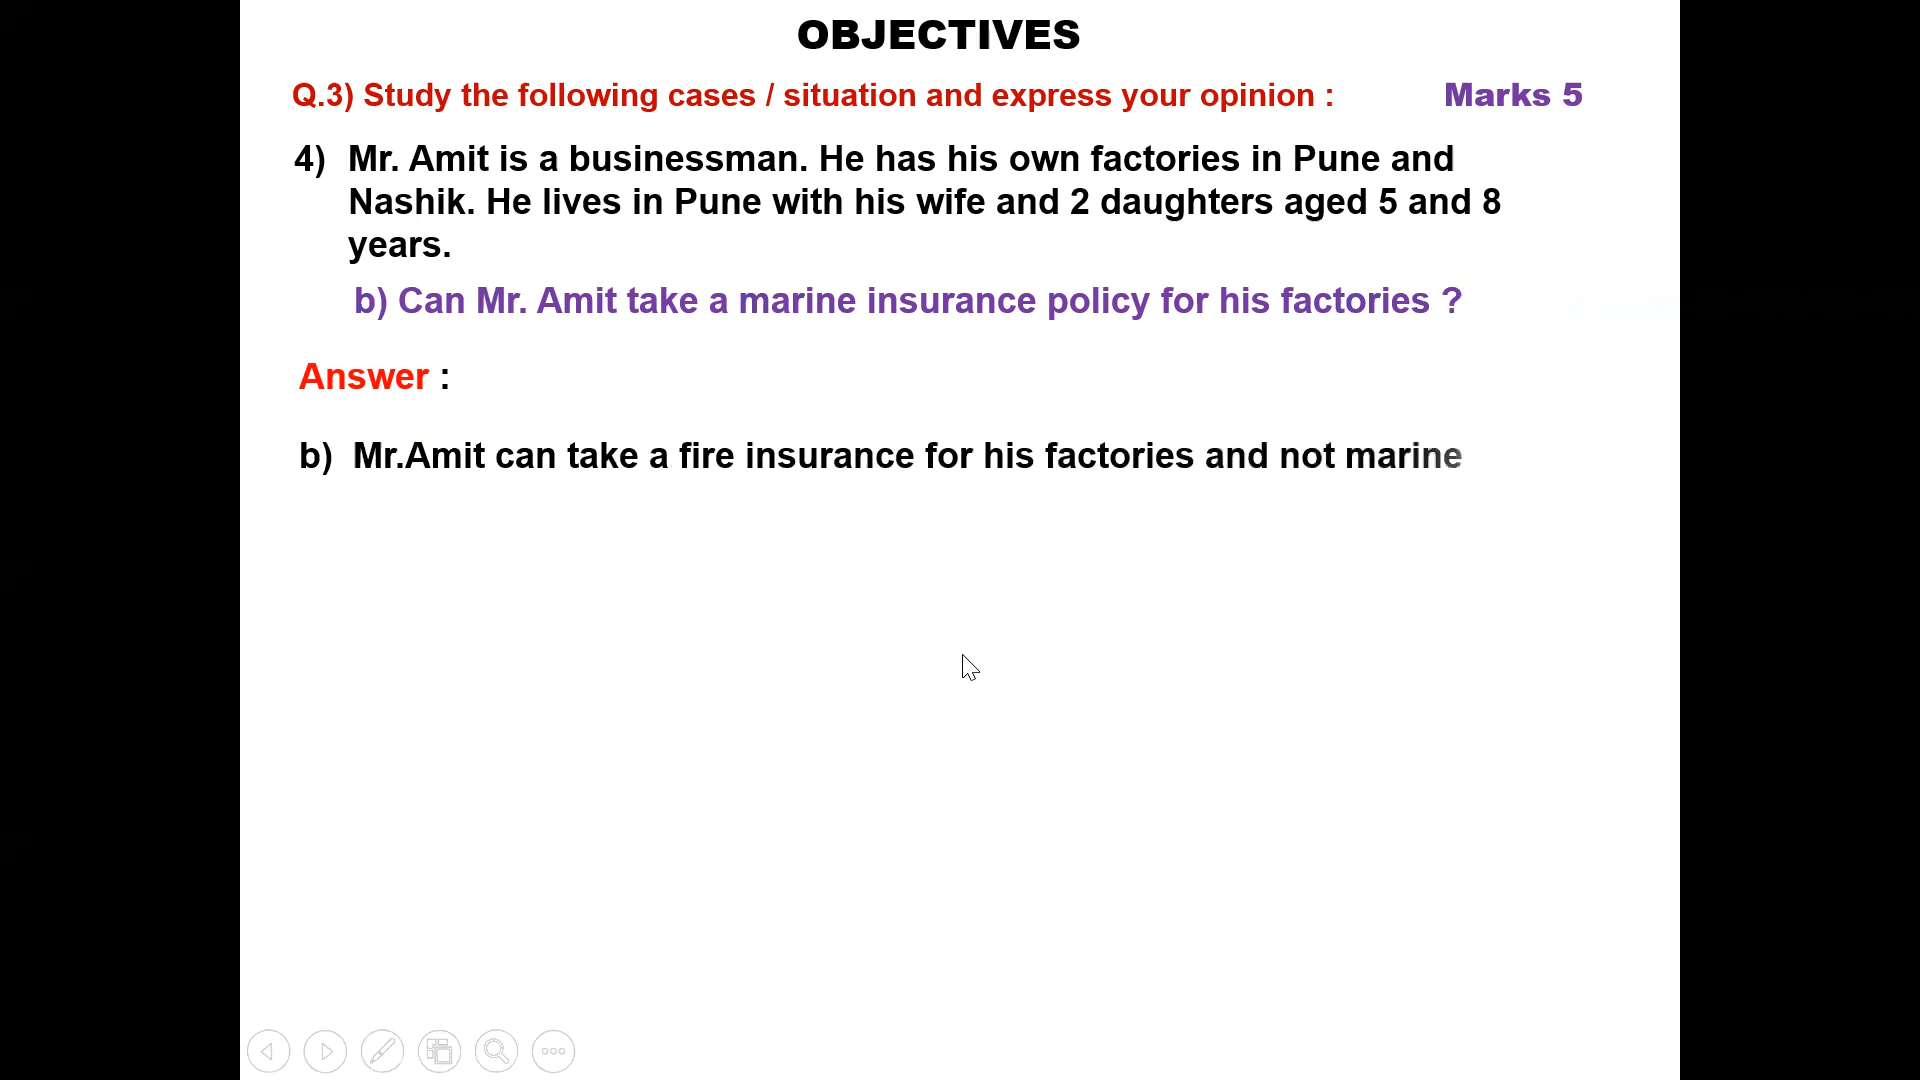 OBJECTIVES
Q.3) Study the following cases / situation and express your opinion : Marks 5
4) Mr. Amit is a businessman. He has his own factories in Pune and
Nashik. He lives in Pune with his wife and 2 daughters aged 5 and 8
years.
b) Can Mr. Amit take a marine insurance policy for his factories ?
Answer :
b) Mr.Amit can take a fire insurance for his factories and not marine